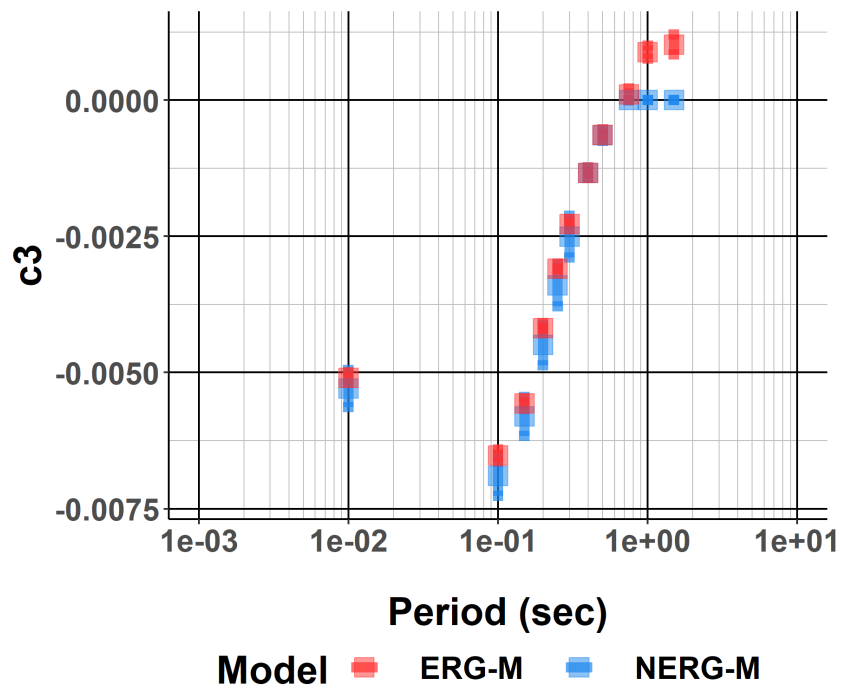 c3
0.0000
-0.0025
-0.0050
-0.0075
1e-03 1e-02 1e-01 1e+00 1e+01
Period (sec)
Model ERG-M NERG-M